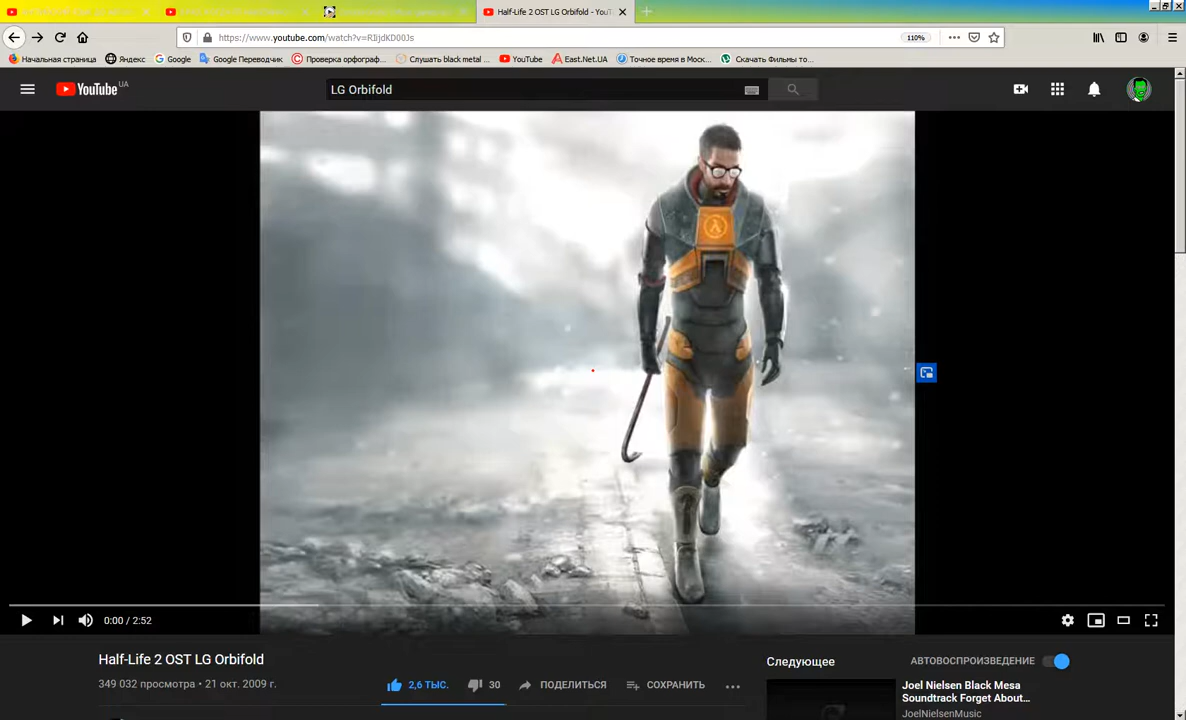 Half-Life 2 OST LG Orbifold - YouT
https://www.youtube.com/watch?v=RIjdKD00Js
110%
Начальная страница
Яндекс
Google
Google Переводчик
Проверка орфограф...
Слушать black metal ...
YouTube
East.Net.UA
Точное время в Моск...
Скачать Фильмы то...
YouTube UA
LG Orbifold
0:00 / 2:52
Half-Life 2 OST LG Orbifold
349 032 просмотра • 21 окт. 2009 г.
2,6 ТЫС.
30
ПОДЕЛИТЬСЯ
СОХРАНИТЬ
Следующее
АВТОВОСПРОИЗВЕДЕНИЕ
Joel Nielsen Black Mesa
Soundtrack Forget About...
JoelNielsenMusic